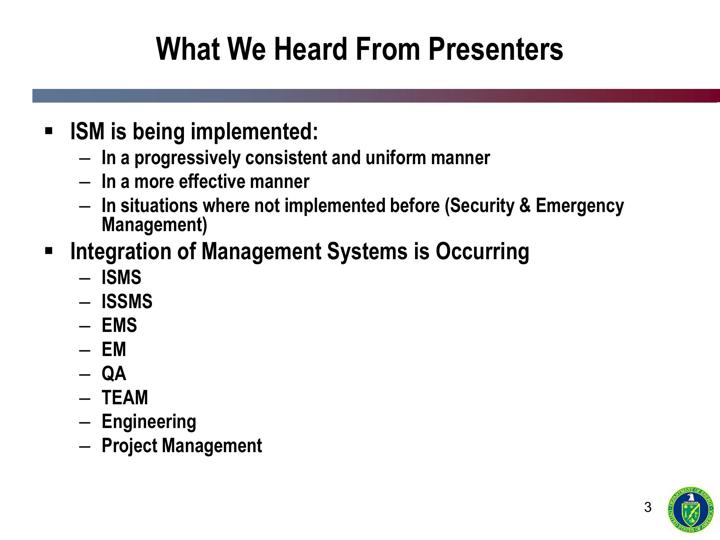 What We Heard From Presenters
▪ ISM is being implemented:
– In a progressively consistent and uniform manner
– In a more effective manner
– In situations where not implemented before (Security & Emergency
Management)
▪ Integration of Management Systems is Occurring
– ISMS
– ISSMS
– EMS
– EM
– QA
– TEAM
– Engineering
– Project Management
3